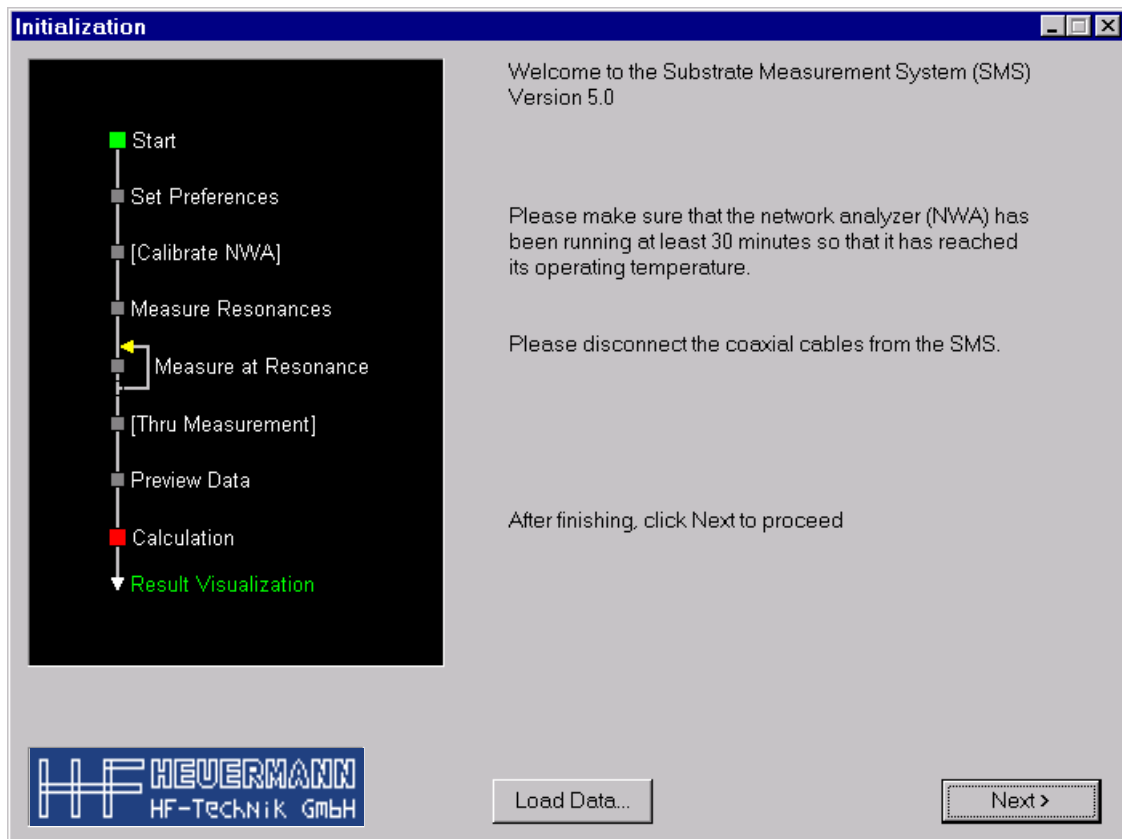 Initialization
Start
Set Preferences
[Calibrate NWA]
Measure Resonances
Measure at Resonance
[Thru Measurement]
Preview Data
Calculation
Result Visualization
Welcome to the Substrate Measurement System (SMS)
Version 5.0
Please make sure that the network analyzer (NWA) has
been running at least 30 minutes so that it has reached
its operating temperature.
Please disconnect the coaxial cables from the SMS.
After finishing, click Next to proceed
HF HEUERMANN
HF-Technik GmbH
Load Data...
Next >